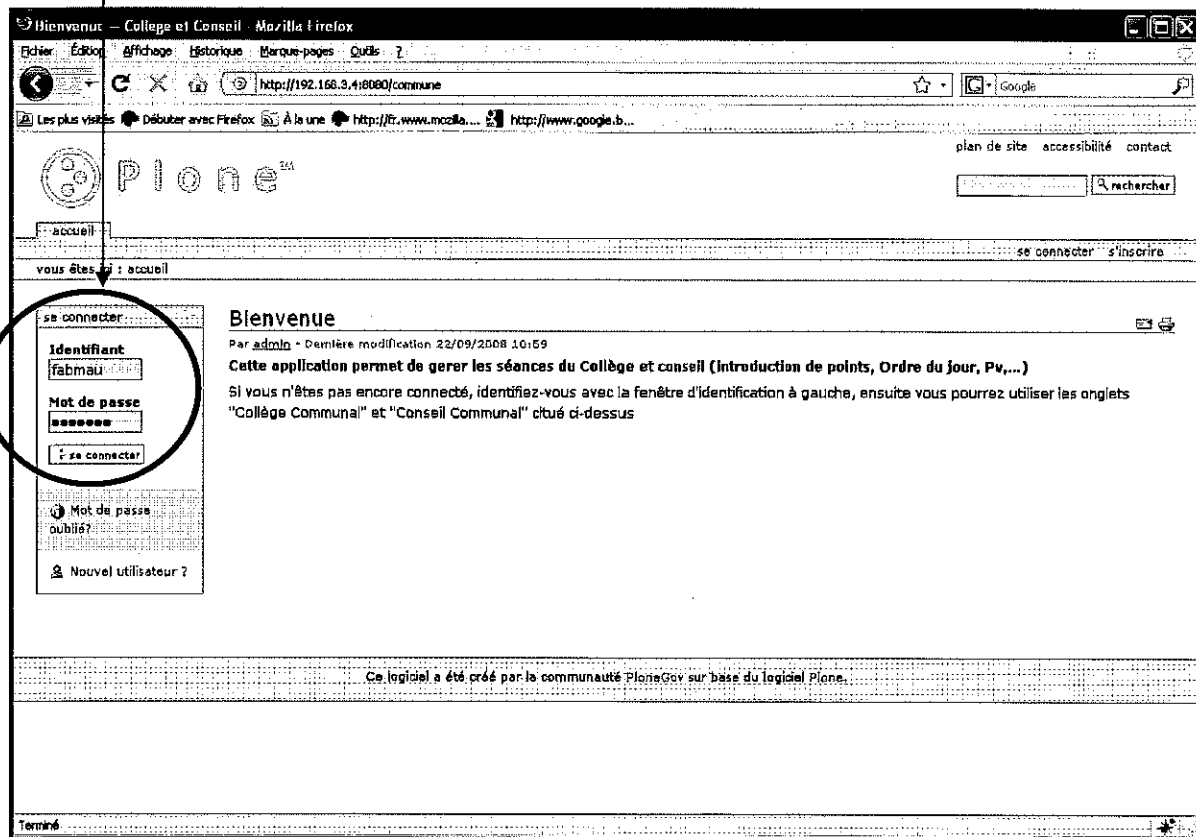 Bienvenue — College et Conseil - Mozilla Firefox
Fichier Édition Affichage Historique Marque-pages Outils ?
http://192.168.3.4:8080/commune
Google
Les plus visités Débuter avec Firefox À la une http://fr.www.mozilla.... http://www.google.b...
plan de site accessibilité contact
Plone™
rechercher
accueil
se connecter s'inscrire
vous êtes ici : accueil
se connecter
Identifiant
fabmau
Mot de passe
●●●●●●●
se connecter
Mot de passe
oublié?
Nouvel utilisateur ?
Bienvenue
Par admin - Dernière modification 22/09/2008 10:59
Cette application permet de gerer les séances du Collège et conseil (introduction de points, Ordre du jour, Pv,...)
Si vous n'êtes pas encore connecté, identifiez-vous avec la fenêtre d'identification à gauche, ensuite vous pourrez utiliser les onglets
"Collège Communal" et "Conseil Communal" citué ci-dessus
Ce logiciel a été créé par la communauté PloneGov sur base du logiciel Plone.
Terminé